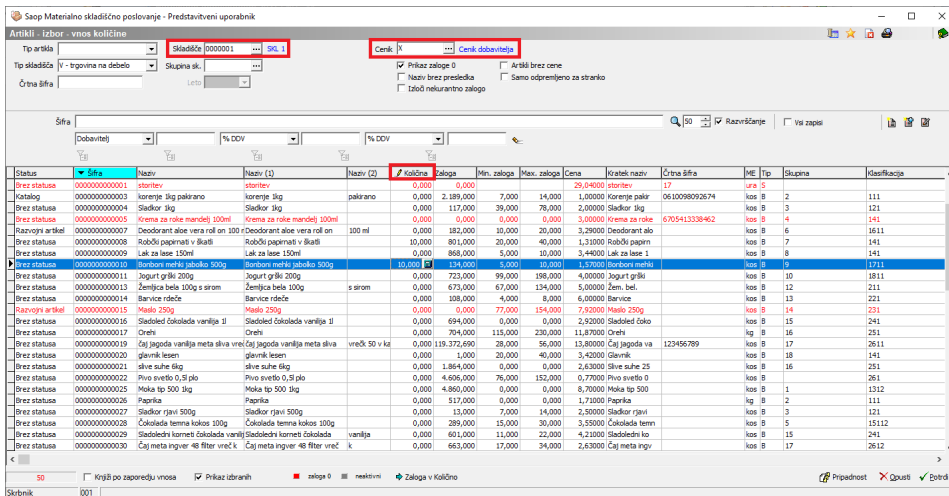 Saop Materialno skladiščno poslovanje - Predstavitveni uporabnik
Artikli - izbor - vnos količine
Tip artikla Skladišče 0000001 ... SKL 1 Cenik X ... Cenik dobavitelja
Tip skladišča V - trgovina na debelo Skupina sk. ... Prikaz zaloge 0 Artikli brez cene
Črtna šifra Leto Naziv brez presledka Samo odpremljeno za stranko
Izloči nekurantno zalogo
Šifra 50 Razvrščanje Vsi zapisi
Dobavitelj % DDV % DDV
Status Šifra Naziv Naziv (1) Naziv (2) Količina Zaloga Min. zaloga Max. zaloga Cena Kratek naziv Črtna šifra ME Tip Skupina Klasifikacija
Brez statusa 0000000000001 storitev storitev 0,000 0,000 29,04000 storitev 17 ura S
Katalog 0000000000003 korenje 1kg pakirano korenje 1kg 0,000 2.189,000 7,000 14,000 1,00000 Korenje pakir 0610098092674 kos B 2 111
Brez statusa 0000000000004 Sladkor 1kg Sladkor 1kg 0,000 117,000 39,000 78,000 2,00000 Sladkor 1kg kos B 3 121
Brez statusa 0000000000005 Krema za roke mandelj 100ml Krema za roke mandelj 100ml 0,000 0,000 0,000 0,000 3,00000 Krema za roke 6705413338462 kos B 4 141
Razvojni artikel 0000000000007 Deodorant aloe vera roll on 100 r Deodorant aloe vera roll on 100 ml 0,000 182,000 10,000 20,000 3,29000 Deodorant alo kos B 6 1611
Brez statusa 0000000000008 Robčki papirnati v škatli Robčki papirnati v škatli 10,000 801,000 20,000 40,000 1,31000 Robčki papirn kos B 7 141
Brez statusa 0000000000009 Lak za lase 150ml Lak za lase 150ml 0,000 868,000 5,000 10,000 3,44000 Lak za lase 1 kos B 8 141
Brez statusa 0000000000010 Bonboni mehki jabolko 500g Bonboni mehki jabolko 500g 10,000 134,000 5,000 10,000 1,57000 Bonboni mehki kos B 9 1711
Brez statusa 0000000000011 Jogurt grški 200g Jogurt grški 200g 0,000 723,000 99,000 198,000 4,00000 Jogurt grški kos B 10 1811
Brez statusa 0000000000013 Žemljica bela 100g s sirom Žemljica bela 100g s sirom 0,000 673,000 67,000 134,000 5,00000 Žem. bel. kos B 12 211
Brez statusa 0000000000014 Barvice rdeče Barvice rdeče 0,000 108,000 4,000 8,000 6,00000 Barvice kos B 13 221
Razvojni artikel 0000000000015 Maslo 250g Maslo 250g 0,000 0,000 77,000 154,000 7,92000 Maslo 250g kos B 14 231
Brez statusa 0000000000016 Sladoled čokolada vanilija 1l Sladoled čokolada vanilija 1l 0,000 694,000 0,000 0,000 2,92000 Sladoled čoko kos B 15 241
Brez statusa 0000000000017 Orehi Orehi 0,000 704,000 115,000 230,000 11,87000 Orehi kg B 16 251
Brez statusa 0000000000019 Čaj jagoda vanilija meta sliva vreč Čaj jagoda vanilija meta sliva vrečk 50 v ka 0,000 119.372,690 28,000 56,000 13,80000 Čaj jagoda va 123456789 kos B 17 2611
Brez statusa 0000000000020 glavnik lesen glavnik lesen 0,000 1,000 20,000 40,000 3,42000 Glavnik kos B 18 141
Brez statusa 0000000000021 slive suhe 6kg slive suhe 6kg 0,000 1.864,000 0,000 0,000 2,63000 Slive suhe 25 kos B 16 251
Brez statusa 0000000000022 Pivo svetlo 0,5l plo Pivo svetlo 0,5l plo 0,000 4.606,000 76,000 152,000 0,77000 Pivo svetlo 0 kos B 261
Brez statusa 0000000000025 Moka tip 500 1kg Moka tip 500 1kg 0,000 4.860,000 0,000 0,000 8,70000 Moka tip 500 kos B 1 1312
Brez statusa 0000000000026 Paprika Paprika 0,000 517,000 0,000 0,000 1,71000 Paprika kg B 2 111
Brez statusa 0000000000027 Sladkor rjavi 500g Sladkor rjavi 500g 0,000 13,000 7,000 14,000 2,50000 Sladkor rjavi kos B 3 121
Brez statusa 0000000000028 Čokolada temna kokos 100g Čokolada temna kokos 100g 0,000 289,000 15,000 30,000 3,55000 Čokolada temn kos B 5 15112
Brez statusa 0000000000029 Sladoledni korneti čokolada vanilij Sladoledni korneti čokolada vanilija 0,000 601,000 11,000 22,000 4,21000 Sladoledni ko kos B 15 241
Brez statusa 0000000000030 Čaj meta ingver 48 filter vreč k Čaj meta ingver 48 filter vreč k 0,000 663,000 17,000 34,000 2,63000 Čaj meta ingv kos B 17 2612
50 Knjiži po zaporedju vnosa Prikaz izbranih zaloga 0 neaktivni Zaloga v Količino Pripadnost Opusti Potrdi
Skrbnik 001